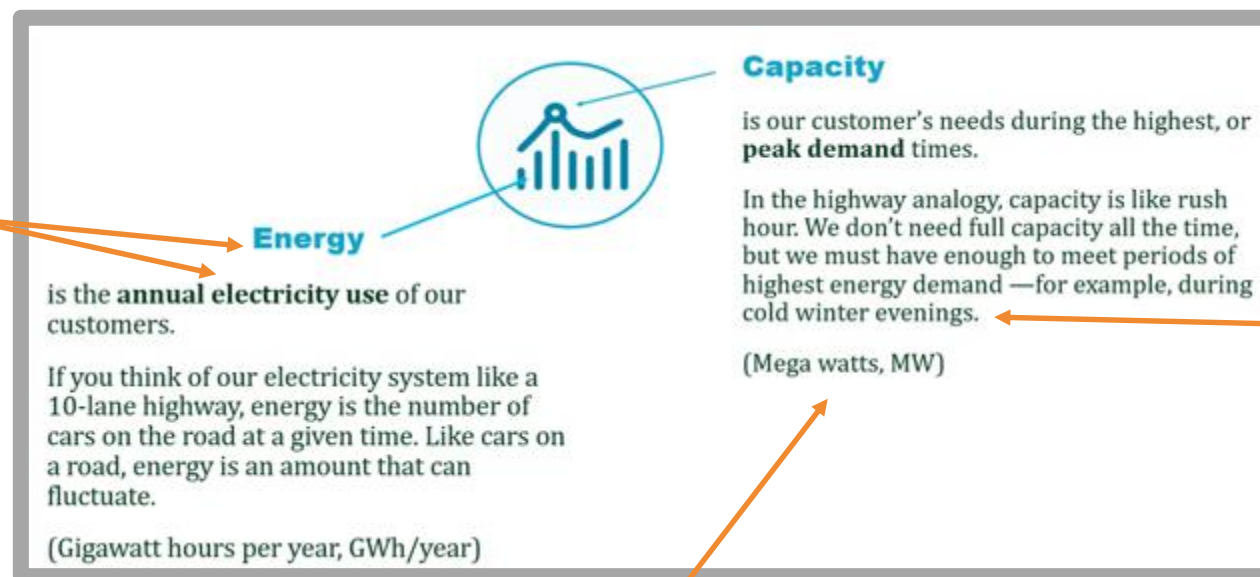 Capacity
is our customer's needs during the highest, or
peak demand times.
In the highway analogy, capacity is like rush
hour. We don't need full capacity all the time,
but we must have enough to meet periods of
highest energy demand —for example, during
cold winter evenings.
(Mega watts, MW)
Energy
is the annual electricity use of our
customers.
If you think of our electricity system like a
10-lane highway, energy is the number of
cars on the road at a given time. Like cars on
a road, energy is an amount that can
fluctuate.
(Gigawatt hours per year, GWh/year)